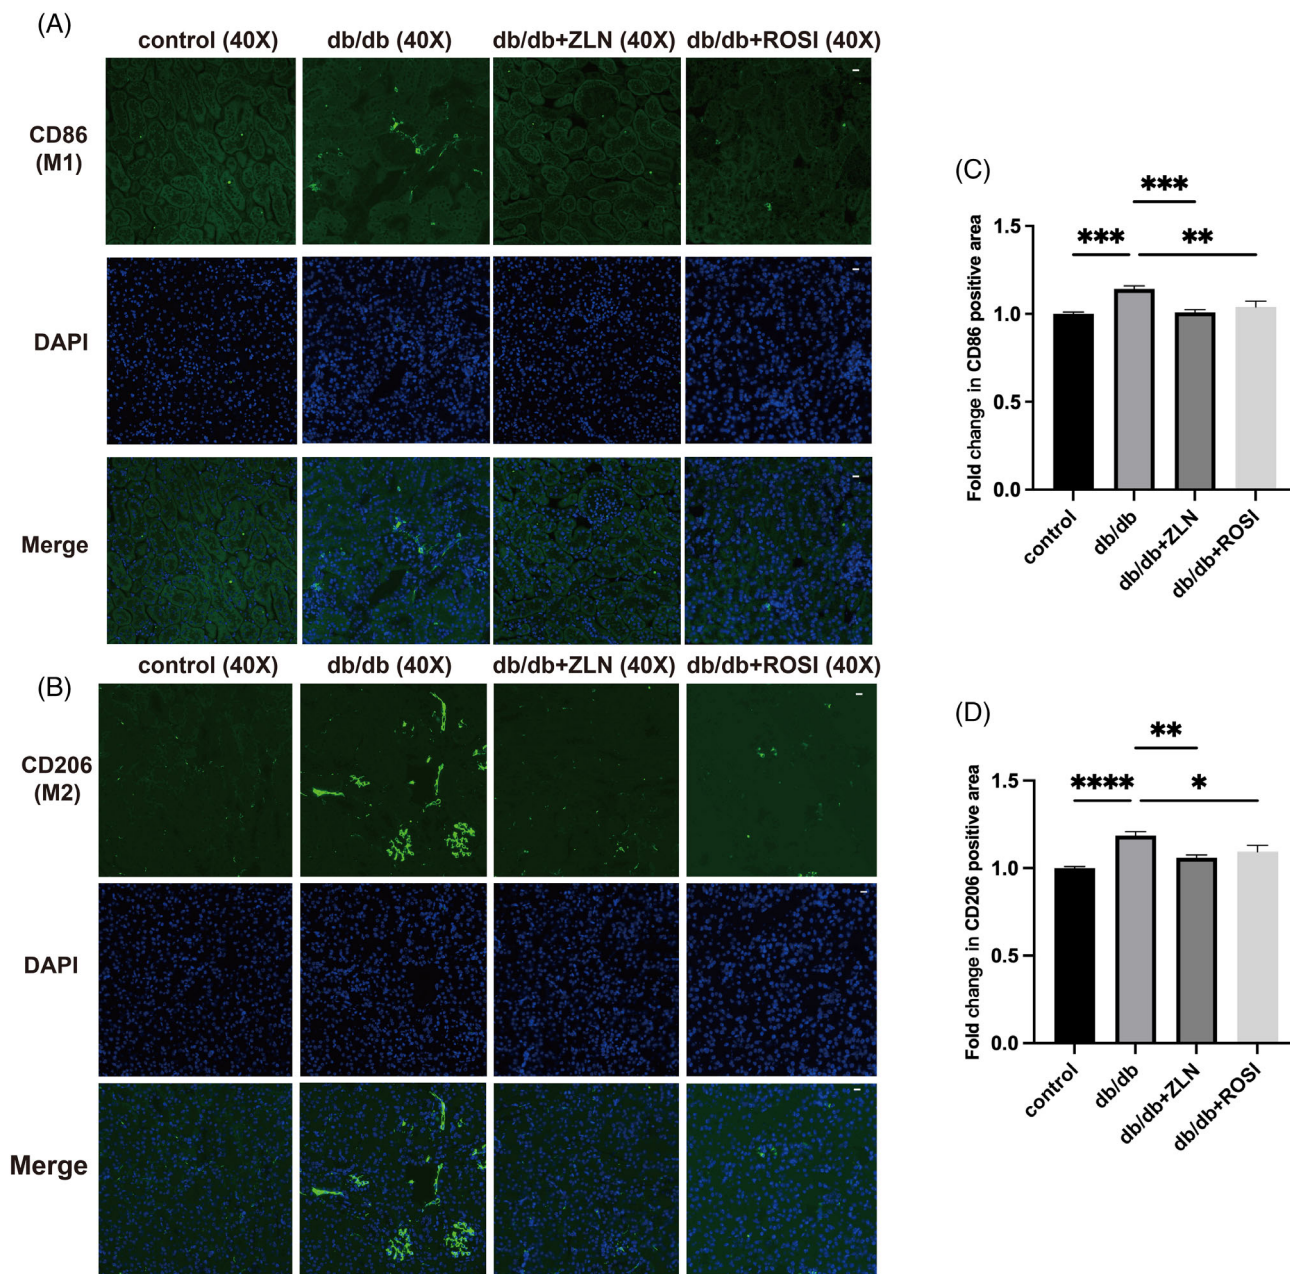 (A)
control (40X) db/db (40X) db/db+ZLN (40X) db/db+ROSI (40X)
CD86
(M1)
DAPI
Merge
(B)
control (40X) db/db (40X) db/db+ZLN (40X) db/db+ROSI (40X)
CD206
(M2)
DAPI
Merge
(C)
***
*** **
Fold change in CD86 positive area
1.5
1.0
0.5
0.0
control
db/db
db/db+ZLN
db/db+ROSI
(D)
**
**** *
Fold change in CD206 positive area
1.5
1.0
0.5
0.0
control
db/db
db/db+ZLN
db/db+ROSI